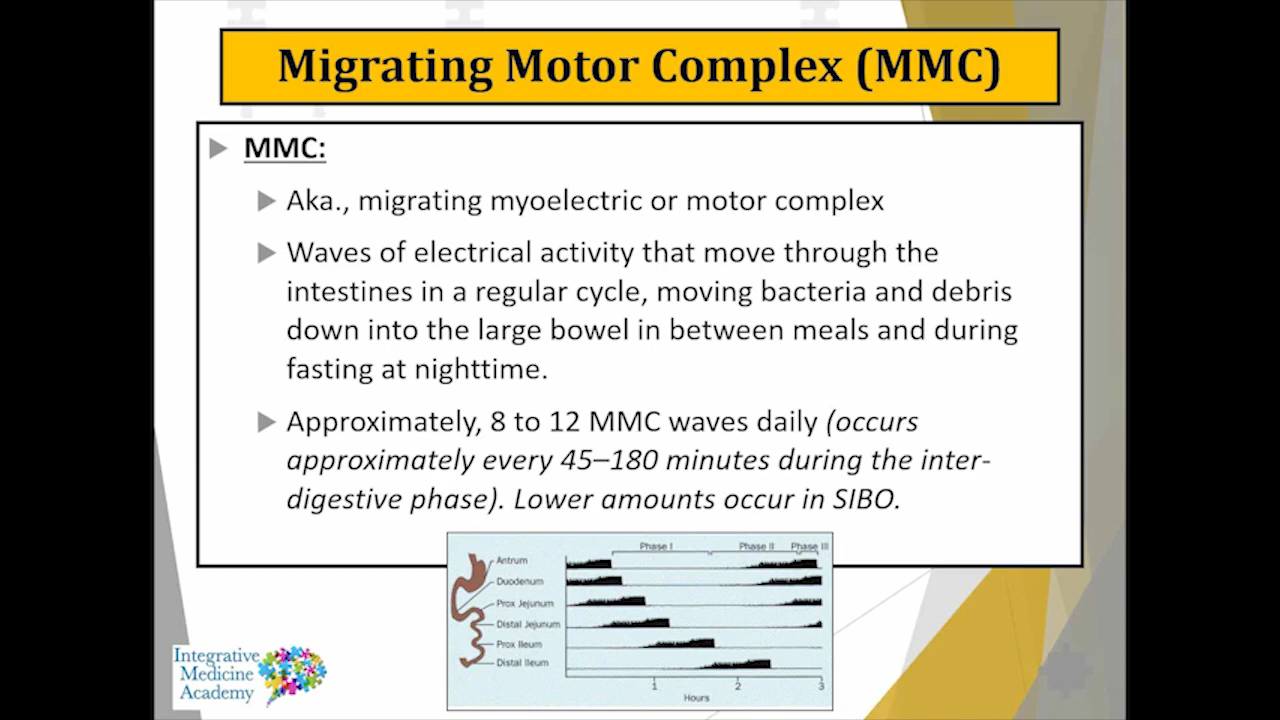 Migrating Motor Complex (MMC)
MMC:
Aka., migrating myoelectric or motor complex
Waves of electrical activity that move through the
intestines in a regular cycle, moving bacteria and debris
down into the large bowel in between meals and during
fasting at nighttime.
Approximately, 8 to 12 MMC waves daily (occurs
approximately every 45–180 minutes during the inter-
digestive phase). Lower amounts occur in SIBO.
Phase I Phase II Phase III
Antrum
Duodenum
Prox Jejunum
Distal Jejunum
Prox Ileum
Distal Ileum
1 2 3
Hours
Integrative
Medicine
Academy